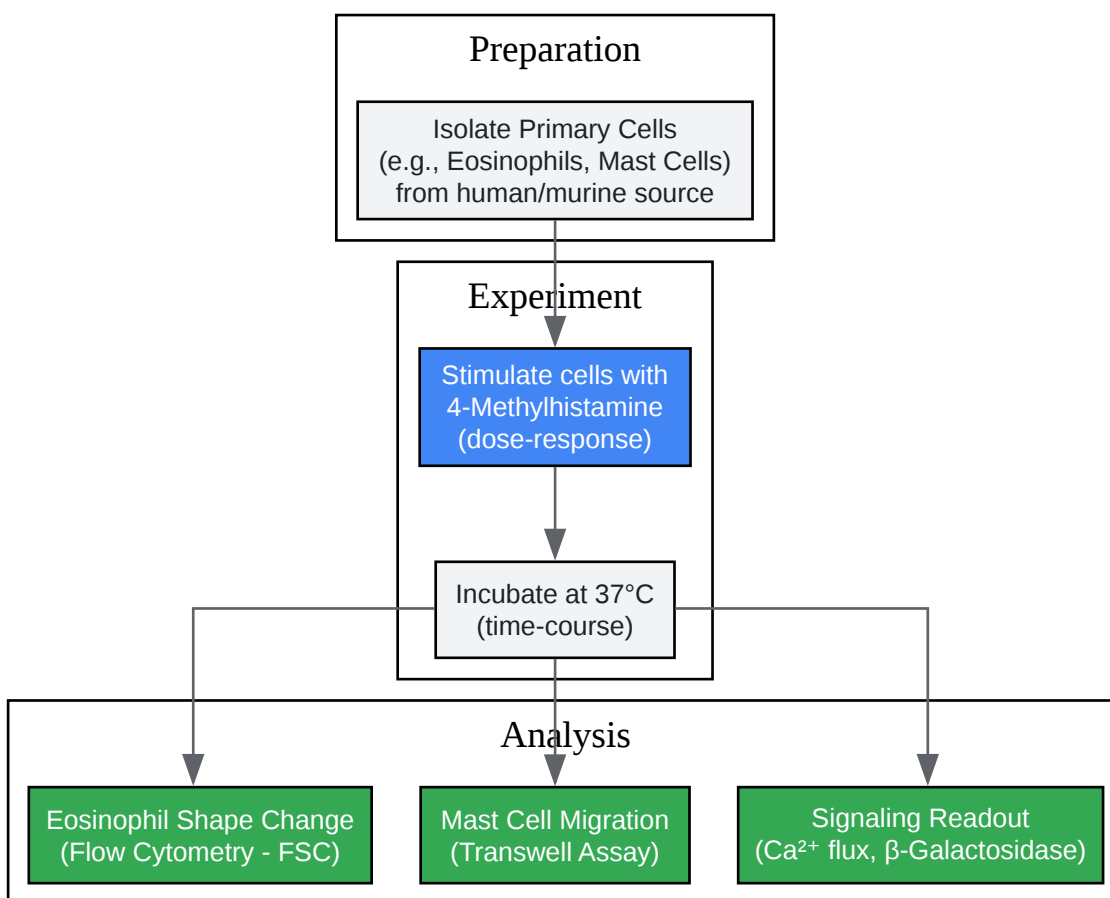 Preparation
Isolate Primary Cells
(e.g., Eosinophils, Mast Cells)
from human/murine source
Experiment
Stimulate cells with
4-Methylhistamine
(dose-response)
Incubate at 37°C
(time-course)
Analysis
Eosinophil Shape Change
(Flow Cytometry - FSC)
Mast Cell Migration
(Transwell Assay)
Signaling Readout
(Ca²⁺ flux, β-Galactosidase)